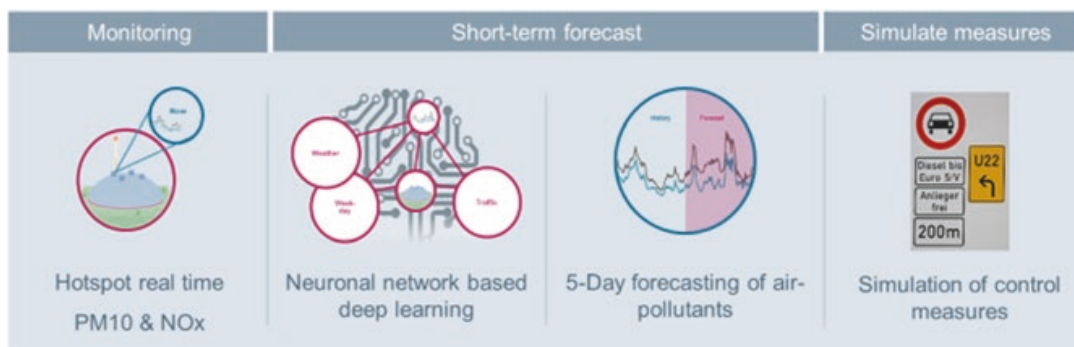 Monitoring
Short-term forecast
Simulate measures
Now
Weather
Week-
day
Traffic
History
Forecast
Diesel bis
Euro 5/V
Anlieger
frei
200m
U22
Hotspot real time
PM10 & NOx
Neuronal network based
deep learning
5-Day forecasting of air-
pollutants
Simulation of control
measures